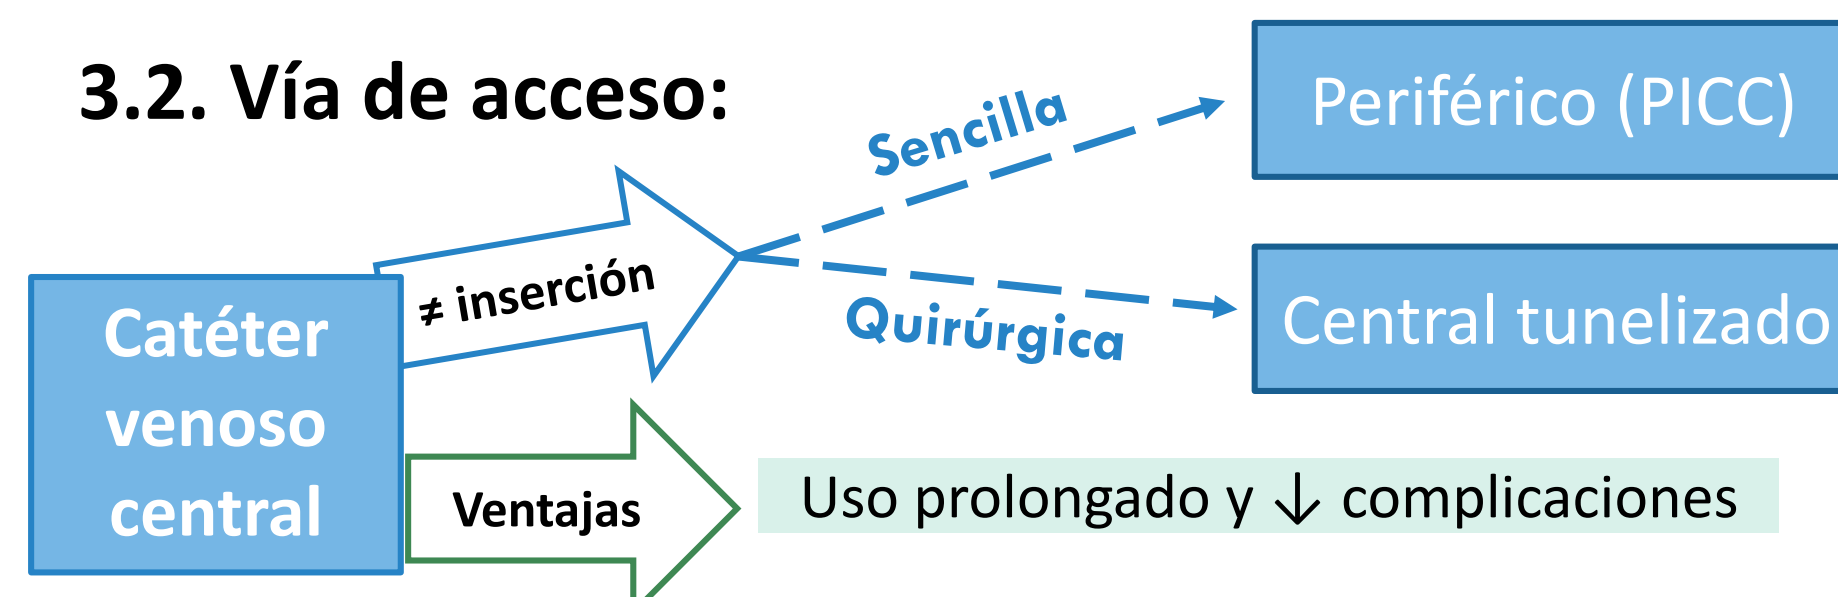 3.2. Vía de acceso:
Sencilla
Periférico (PICC)
≠ inserción
Quirúrgica
Central tunelizado
Catéter
venoso
central
Ventajas
Uso prolongado y ↓ complicaciones